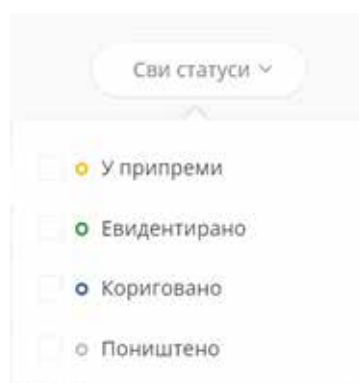 Сви статуси
У припреми
Евидентирано
Кориговано
Поништено